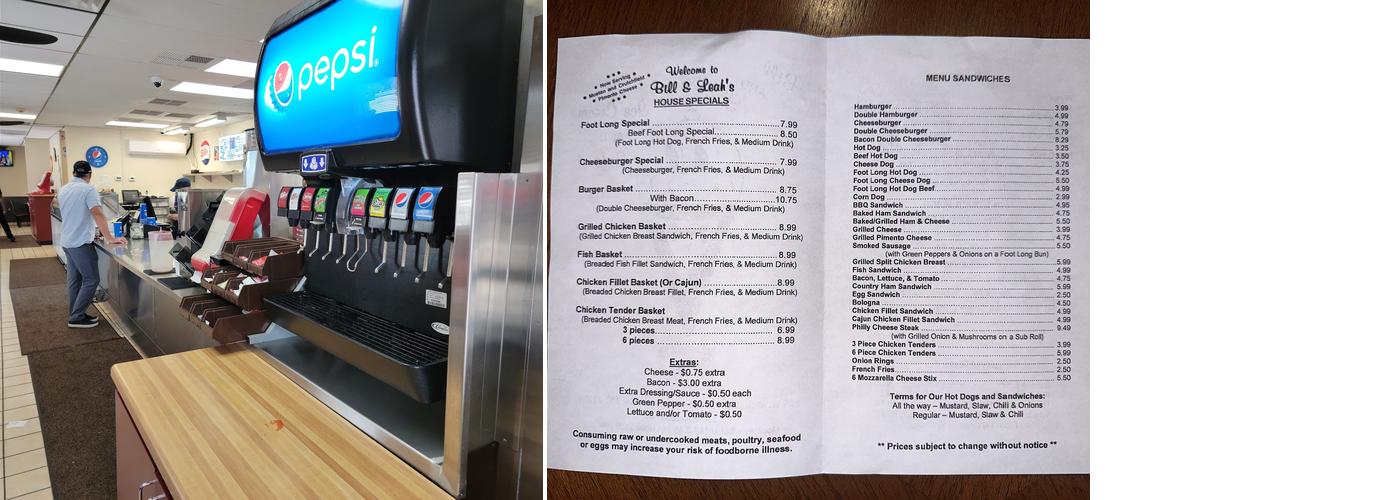 pepsi
Now Serving
Musten and Crutchfield
Pimento Cheese
Welcome to
Bill & Leah's
HOUSE SPECIALS
Foot Long Special ........ 7.99
Beef Foot Long Special........ 8.50
(Foot Long Hot Dog, French Fries, & Medium Drink)
Cheeseburger Special ........ 7.99
(Cheeseburger, French Fries, & Medium Drink)
Burger Basket ........ 8.75
With Bacon........10.75
(Double Cheeseburger, French Fries, & Medium Drink)
Grilled Chicken Basket ........ 8.99
(Grilled Chicken Breast Sandwich, French Fries, & Medium Drink)
Fish Basket ........8.99
(Breaded Fish Fillet Sandwich, French Fries, & Medium Drink)
Chicken Fillet Basket (Or Cajun) ........8.99
(Breaded Chicken Breast Fillet, French Fries, & Medium Drink)
Chicken Tender Basket
(Breaded Chicken Breast Meat, French Fries, & Medium Drink)
3 pieces........ 6.99
6 pieces ........ 8.99
Extras:
Cheese - $0.75 extra
Bacon - $3.00 extra
Extra Dressing/Sauce - $0.50 each
Green Pepper - $0.50 extra
Lettuce and/or Tomato - $0.50
Consuming raw or undercooked meats, poultry, seafood
or eggs may increase your risk of foodborne illness.
MENU SANDWICHES
Hamburger ........ 3.99
Double Hamburger ........ 4.99
Cheeseburger ........ 4.79
Double Cheeseburger ........ 5.79
Bacon Double Cheeseburger ........ 8.29
Hot Dog ........ 3.25
Beef Hot Dog ........ 3.50
Cheese Dog ........ 3.75
Foot Long Hot Dog ........ 4.25
Foot Long Cheese Dog ........ 5.50
Foot Long Hot Dog Beef ........ 4.99
Corn Dog ........ 2.99
BBQ Sandwich ........ 4.95
Baked Ham Sandwich ........ 4.75
Baked/Grilled Ham & Cheese ........ 5.50
Grilled Cheese ........ 3.99
Grilled Pimento Cheese ........ 4.75
Smoked Sausage ........ 5.50
(with Green Peppers & Onions on a Foot Long Bun)
Grilled Split Chicken Breast ........ 5.99
Fish Sandwich ........ 4.99
Bacon, Lettuce, & Tomato ........ 4.75
Country Ham Sandwich ........ 5.99
Egg Sandwich ........ 2.50
Bologna ........ 4.50
Chicken Fillet Sandwich ........ 4.99
Cajun Chicken Fillet Sandwich ........ 4.99
Philly Cheese Steak ........ 9.49
(with Grilled Onion & Mushrooms on a Sub Roll)
3 Piece Chicken Tenders ........ 3.99
6 Piece Chicken Tenders ........ 5.99
Onion Rings ........ 2.50
French Fries........ 2.50
6 Mozzarella Cheese Stix ........ 5.50
Terms for Our Hot Dogs and Sandwiches:
All the way – Mustard, Slaw, Chili & Onions
Regular – Mustard, Slaw & Chili
** Prices subject to change without notice **